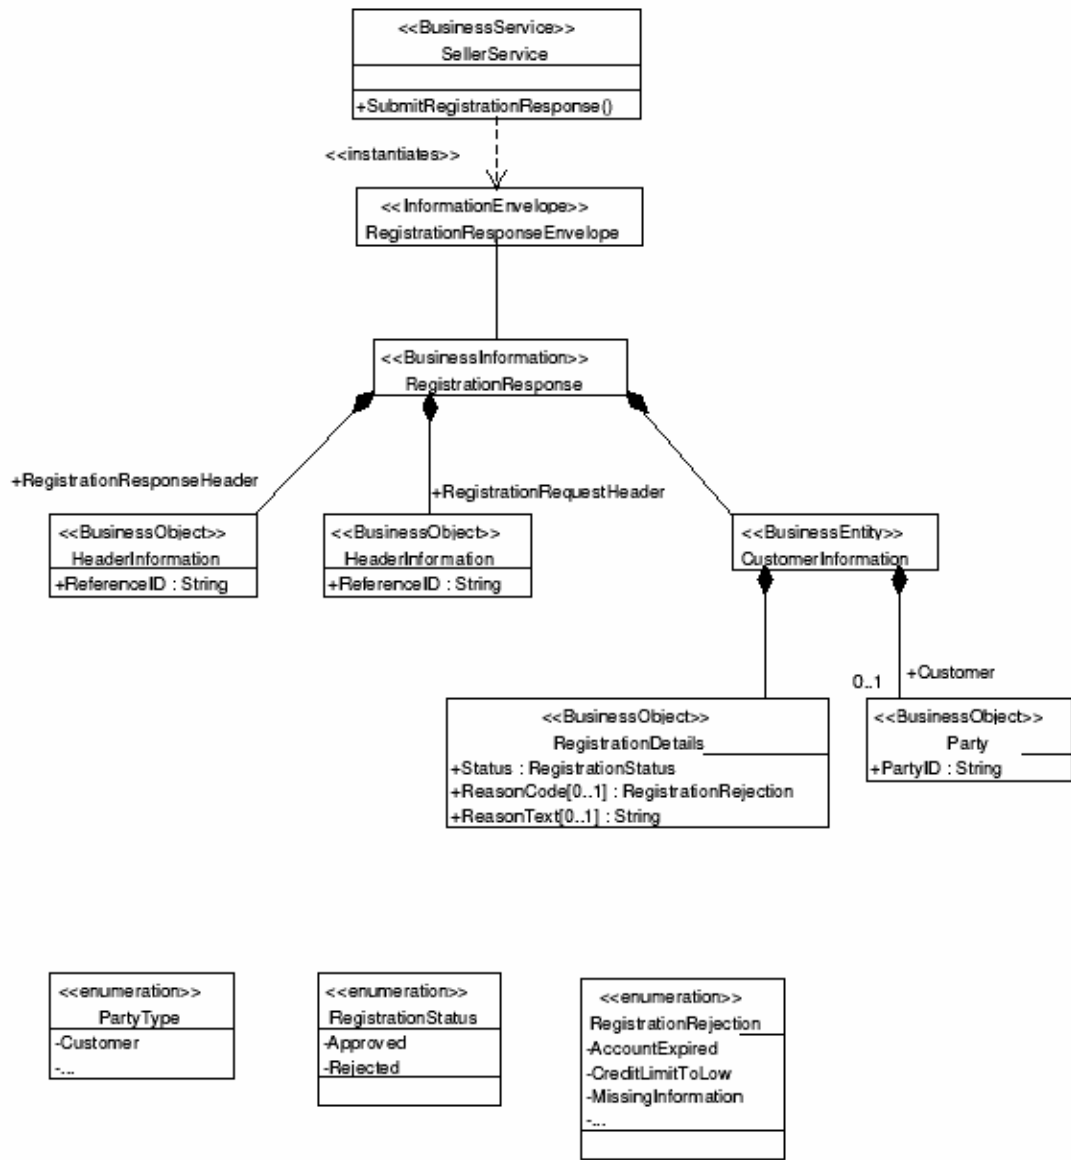 <<BusinessService>>
SellerService
+SubmitRegistrationResponse()
<<instantiates>>
<<InformationEnvelope>>
RegistrationResponseEnvelope
<<BusinessInformation>>
RegistrationResponse
+RegistrationResponseHeader
+RegistrationRequestHeader
<<BusinessObject>>
HeaderInformation
+ReferenceID : String
<<BusinessObject>>
HeaderInformation
+ReferenceID : String
<<BusinessEntity>>
CustomerInformation
0..1
+Customer
<<BusinessObject>>
RegistrationDetails
+Status : RegistrationStatus
+ReasonCode[0..1] : RegistrationRejection
+ReasonText[0..1] : String
<<BusinessObject>>
Party
+PartyID : String
<<enumeration>>
PartyType
-Customer
-...
<<enumeration>>
RegistrationStatus
-Approved
-Rejected
<<enumeration>>
RegistrationRejection
-AccountExpired
-CreditLimitToLow
-MissingInformation
-...